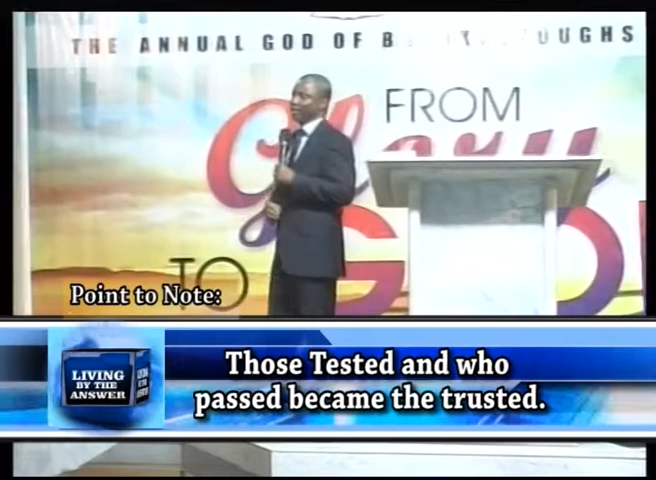 THE ANNUAL GOD OF
FROM
Glory
TO
Point to Note:
Those Tested and who
passed became the trusted.
LIVING
BY THE
ANSWER